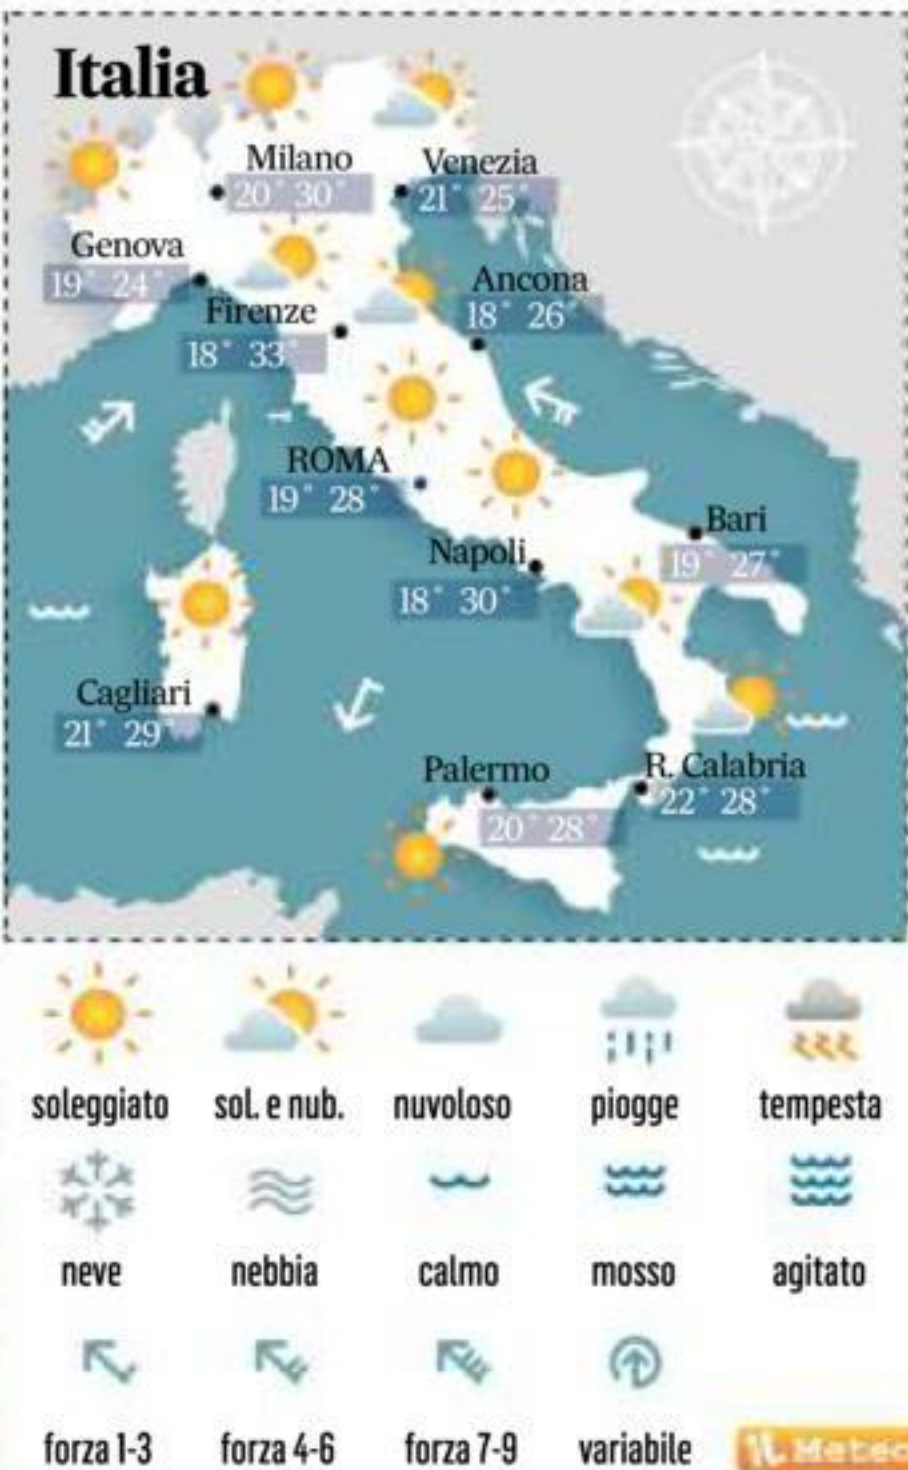 Italia
Milano
20° 30°
Venezia
21° 25°
Genova
19° 24°
Firenze
18° 33°
Ancona
18° 26°
ROMA
19° 28°
Napoli
18° 30°
Bari
19° 27°
Cagliari
21° 29°
Palermo
20° 28°
R. Calabria
22° 28°
soleggiato sol. e nub. nuvoloso piogge tempesta
neve nebbia calmo mosso agitato
forza 1-3 forza 4-6 forza 7-9 variabile
iL Meteo